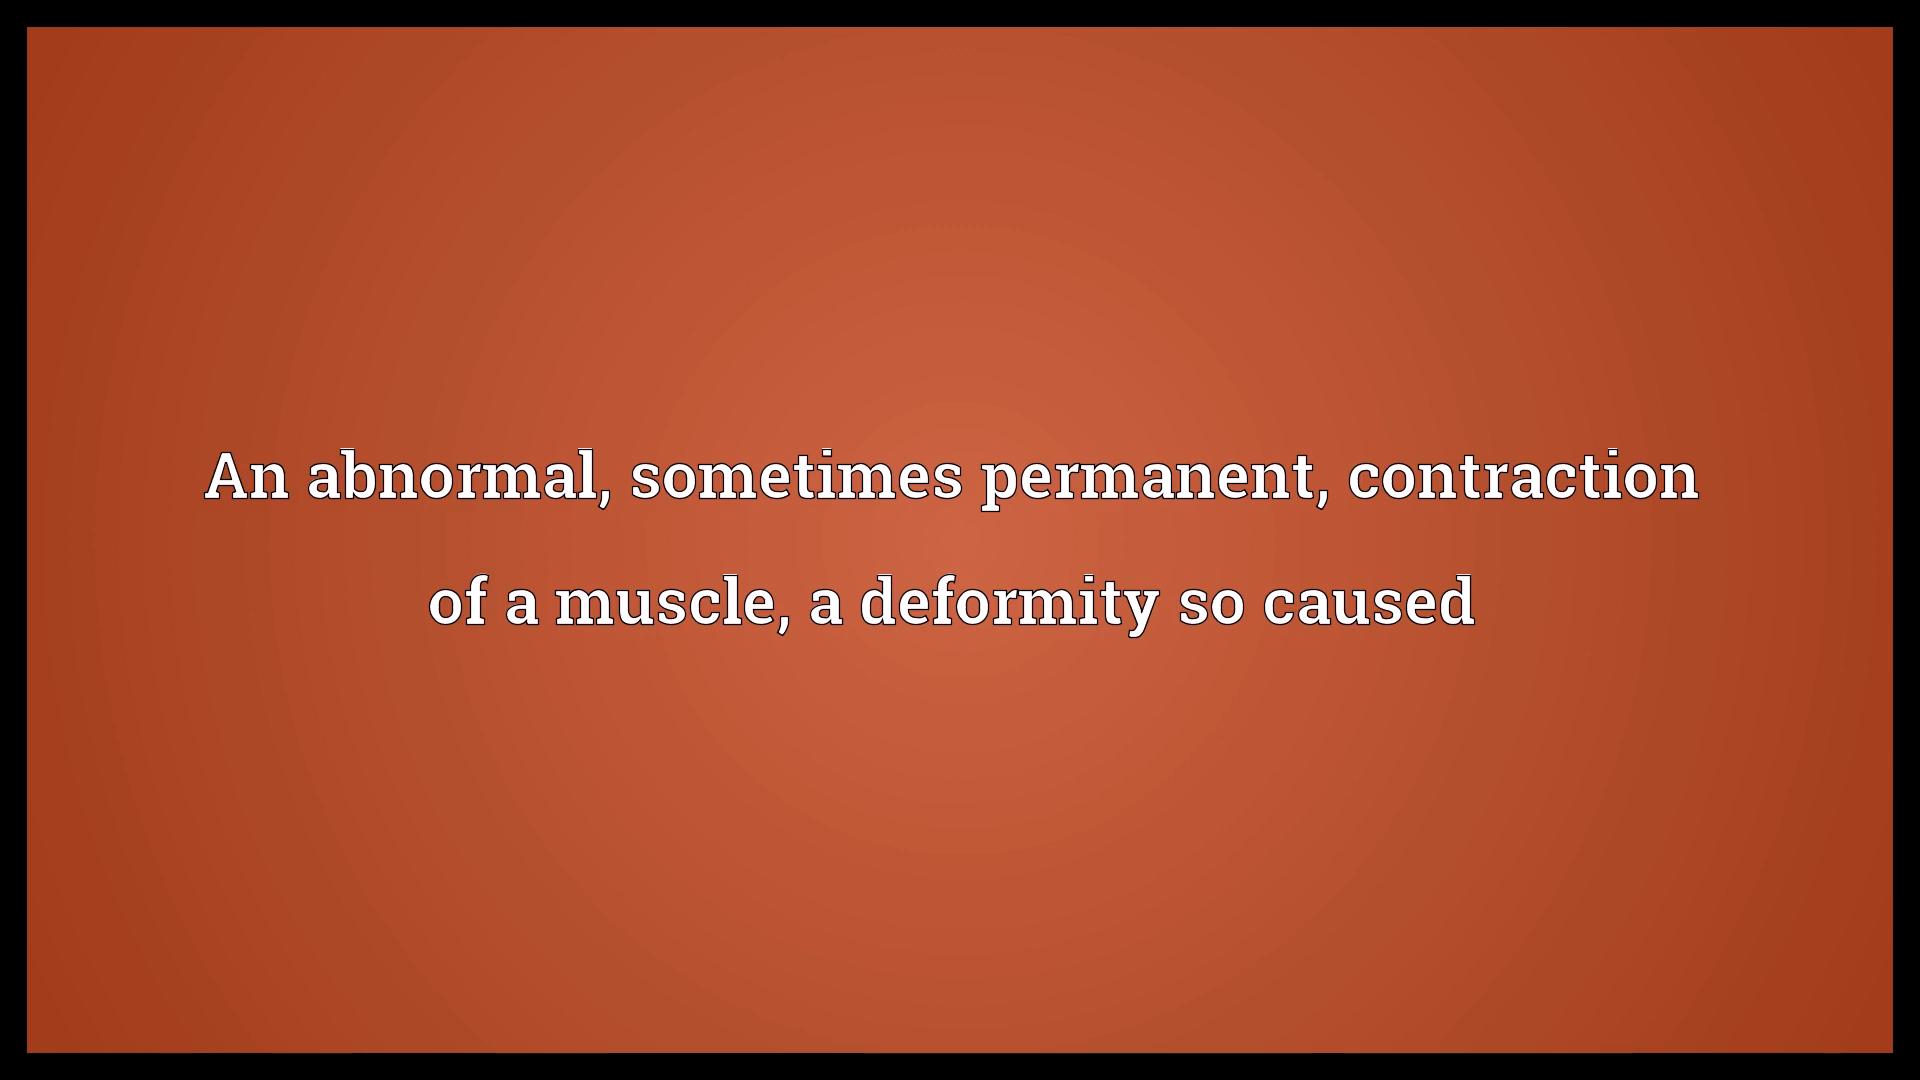 An abnormal, sometimes permanent, contraction
of a muscle, a deformity so caused